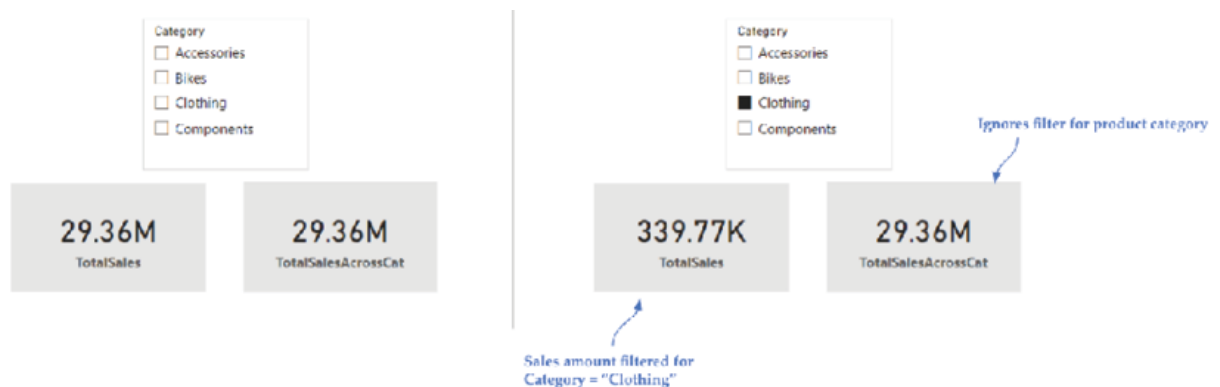 Category
Accessories
Bikes
Clothing
Components
29.36M
TotalSales
29.36M
TotalSalesAcrossCat
Category
Accessories
Bikes
Clothing
Components
Ignores filter for product category
339.77K
TotalSales
29.36M
TotalSalesAcrossCat
Sales amount filtered for
Category = "Clothing"